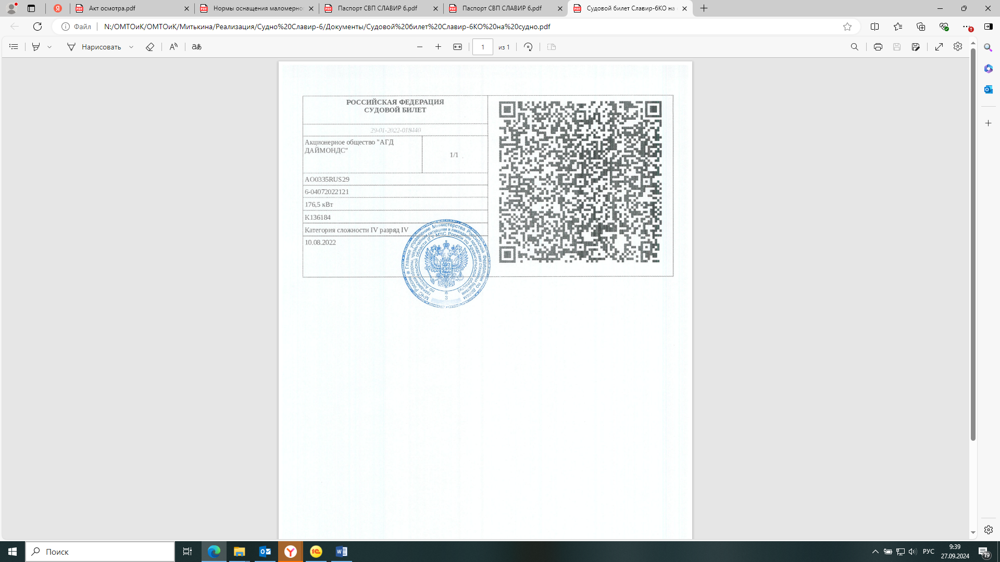 Акт осмотра.pdf
Нормы оснащения маломерно
Паспорт СВП СЛАВИР 6.pdf
Паспорт СВП СЛАВИР 6.pdf
Судовой билет Славир-6КО на
Файл
N:/ОМТОиК/ОМТОиК/Митькина/Реализация/Судно%20Славир-6/Документы/Судовой%20билет%20Славир-6КО%20на%20судно.pdf
Нарисовать
аあ
1
из 1
РОССИЙСКАЯ ФЕДЕРАЦИЯ
СУДОВОЙ БИЛЕТ
29-01-2022-018440
Акционерное общество "АГД
ДАЙМОНДС"
1/1
АО0335RUS29
6-04072022121
176,5 кВт
К136184
Категория сложности IV разряд IV
10.08.2022
МЧС России ✻ Главное управление Министерства Российской Федерации по делам
гражданской обороны, чрезвычайным ситуациям и ликвидации последствий стихийных бедствий
по Архангельской области (ГУ МЧС России по Архангельской области)
3
Поиск
РУС
9:39
27.09.2024
19